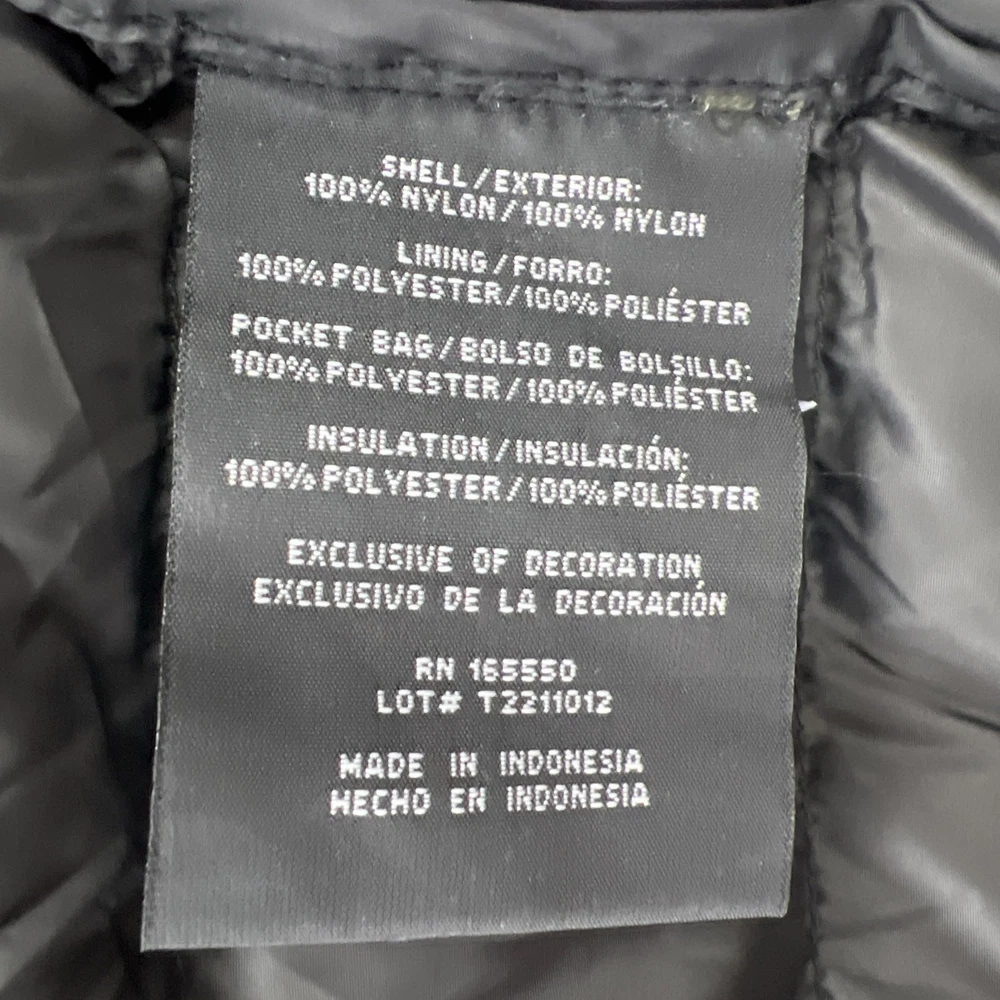 SHELL/EXTERIOR:
100% NYLON/100% NYLON
LINING/FORRO:
100% POLYESTER/100% POLIÉSTER
POCKET BAG/BOLSO DE BOLSILLO:
100% POLYESTER/100% POLIÉSTER
INSULATION/INSULACIÓN:
100% POLYESTER/100% POLIÉSTER
EXCLUSIVE OF DECORATION
EXCLUSIVO DE LA DECORACIÓN
RN 165550
LOT# T2211012
MADE IN INDONESIA
HECHO EN INDONESIA